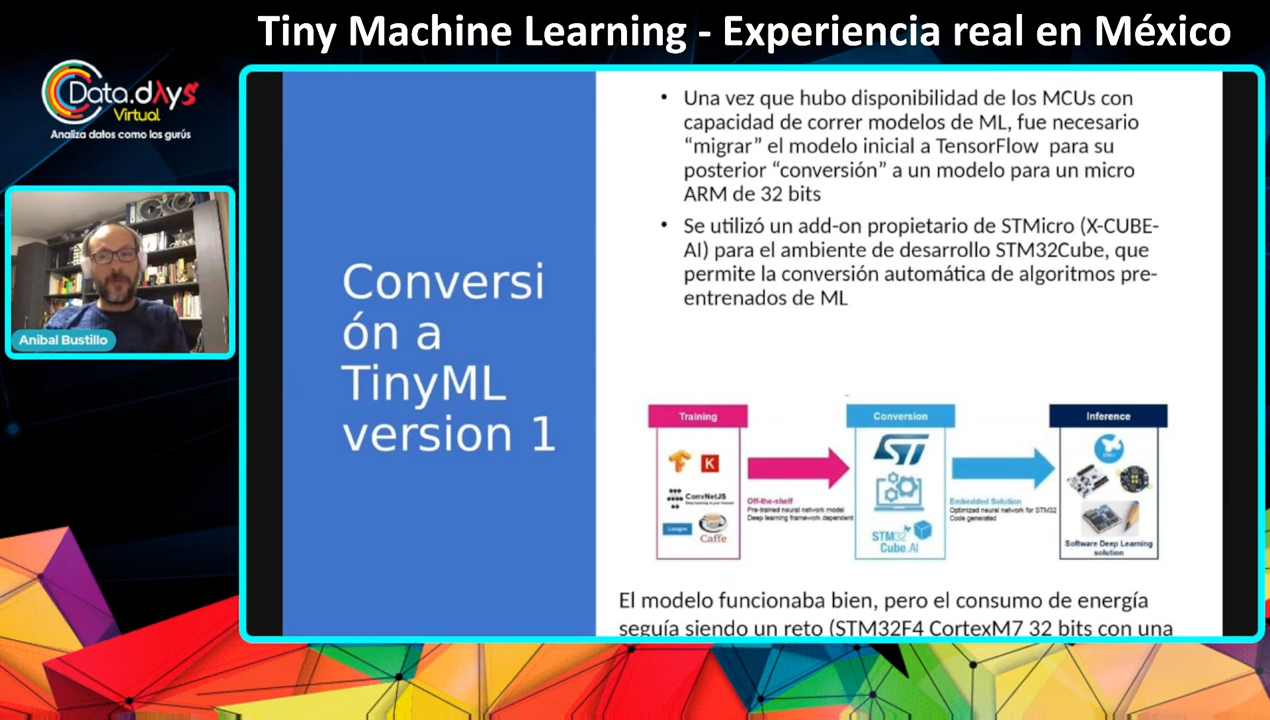 Tiny Machine Learning - Experiencia real en México
Data.dAys
Virtual
Analiza datos como los gurús
Anibal Bustillo
Conversi
ón a
TinyML
version 1
• Una vez que hubo disponibilidad de los MCUs con
capacidad de correr modelos de ML, fue necesario
“migrar” el modelo inicial a TensorFlow para su
posterior “conversión” a un modelo para un micro
ARM de 32 bits
• Se utilizó un add-on propietario de STMicro (X-CUBE-
AI) para el ambiente de desarrollo STM32Cube, que
permite la conversión automática de algoritmos pre-
entrenados de ML
Training
K
ConvNetJS
Lasagne
Caffe
Off-the-shelf
Pre-trained neural network model
Deep learning framework dependent
Conversion
ST
STM32
Cube.AI
Embedded Solution
Optimized neural network for STM32
Code generated
Inference
Software Deep Learning
solution
El modelo funcionaba bien, pero el consumo de energía
seguía siendo un reto (STM32F4 CortexM7 32 bits con una